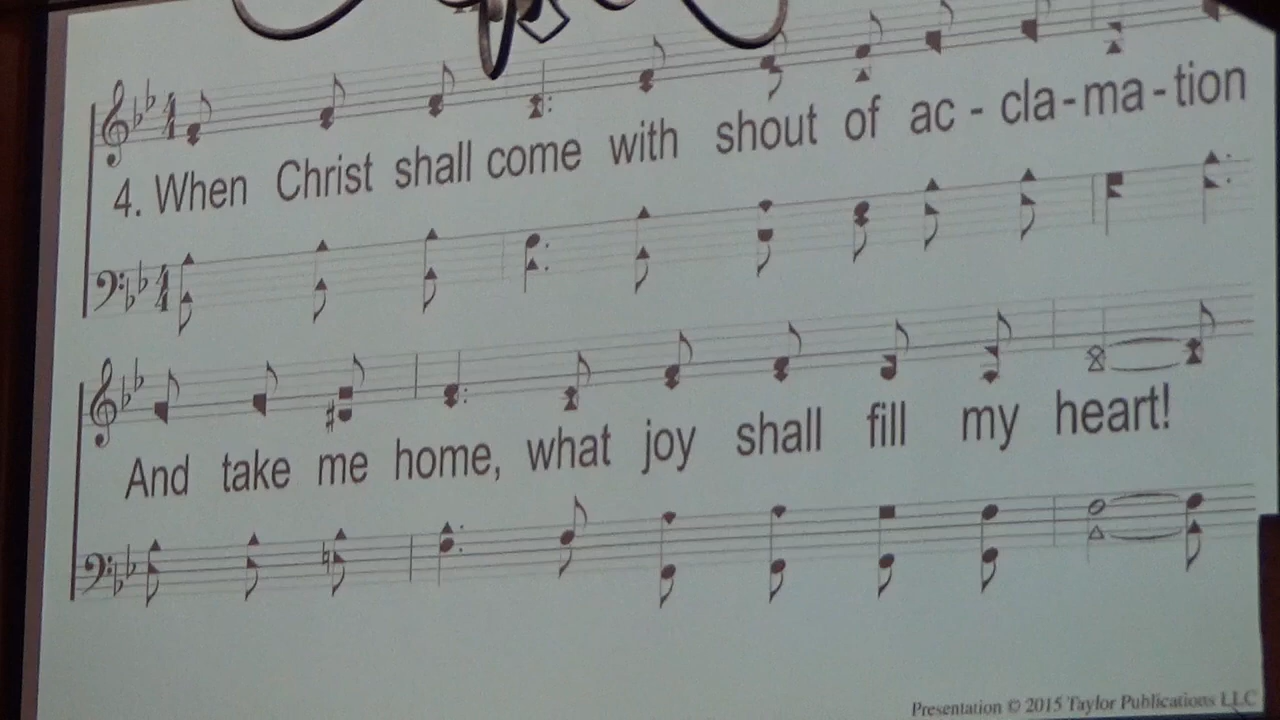 4. When Christ shall come with shout of ac - cla - ma - tion
And take me home, what joy shall fill my heart!
Presentation © 2015 Taylor Publications LLC